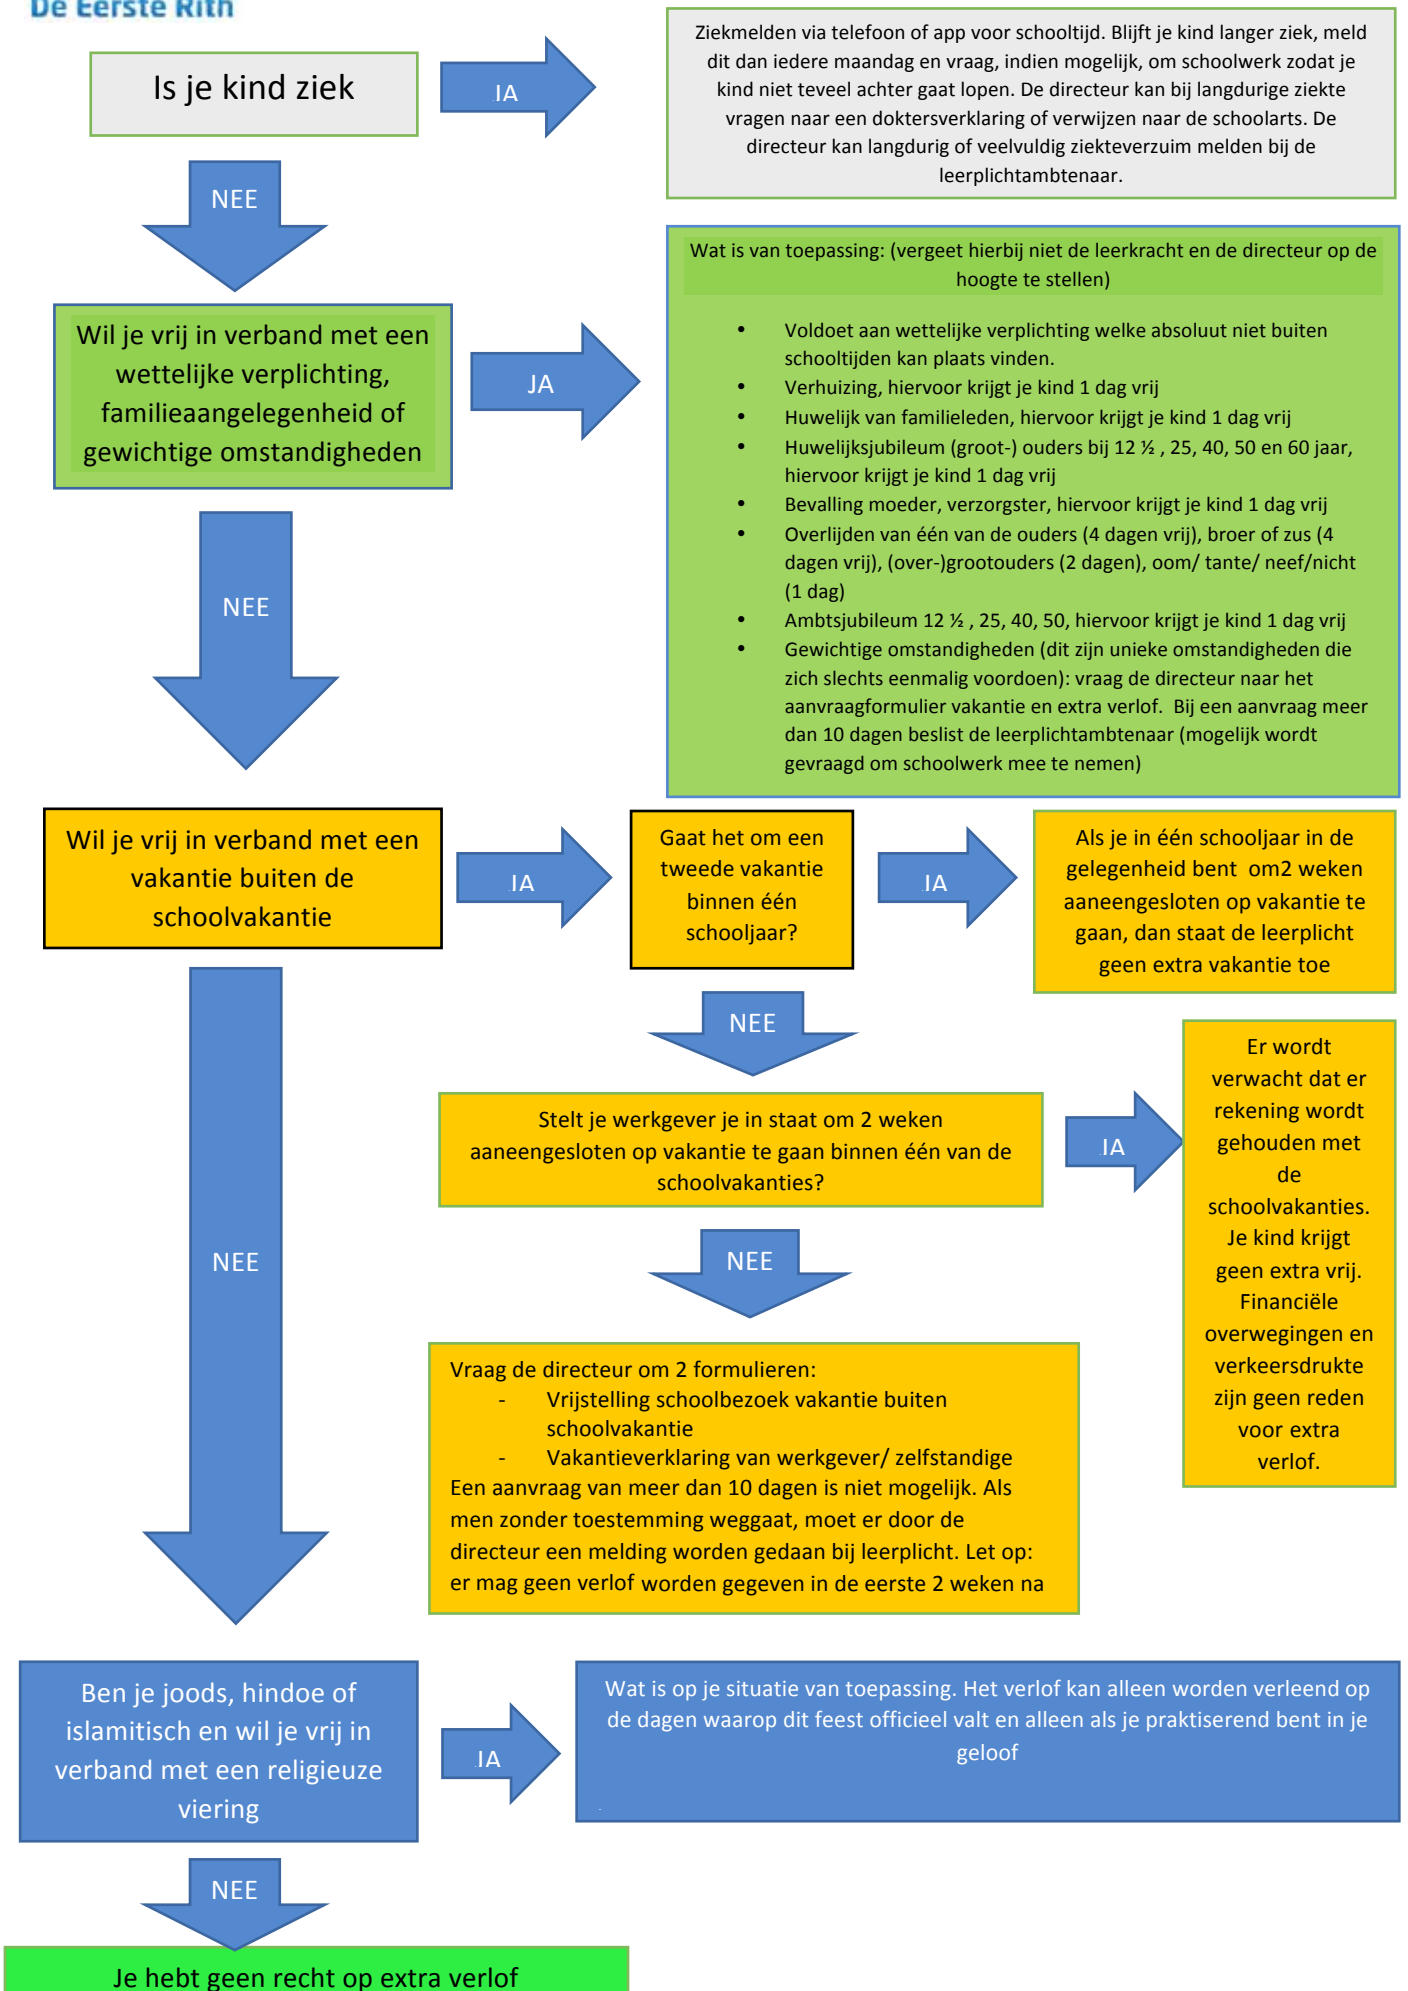 De Eerste Rith
Is je kind ziek
JA
Ziekmelden via telefoon of app voor schooltijd. Blijft je kind langer ziek, meld
dit dan iedere maandag en vraag, indien mogelijk, om schoolwerk zodat je
kind niet teveel achter gaat lopen. De directeur kan bij langdurige ziekte
vragen naar een doktersverklaring of verwijzen naar de schoolarts. De
directeur kan langdurig of veelvuldig ziekteverzuim melden bij de
leerplichtambtenaar.
NEE
Wil je vrij in verband met een
wettelijke verplichting,
familieaangelegenheid of
gewichtige omstandigheden
JA
Wat is van toepassing: (vergeet hierbij niet de leerkracht en de directeur op de
hoogte te stellen)
• Voldoet aan wettelijke verplichting welke absoluut niet buiten
schooltijden kan plaats vinden.
• Verhuizing, hiervoor krijgt je kind 1 dag vrij
• Huwelijk van familieleden, hiervoor krijgt je kind 1 dag vrij
• Huwelijksjubileum (groot-) ouders bij 12 ½ , 25, 40, 50 en 60 jaar,
hiervoor krijgt je kind 1 dag vrij
• Bevalling moeder, verzorgster, hiervoor krijgt je kind 1 dag vrij
• Overlijden van één van de ouders (4 dagen vrij), broer of zus (4
dagen vrij), (over-)grootouders (2 dagen), oom/ tante/ neef/nicht
(1 dag)
• Ambtsjubileum 12 ½ , 25, 40, 50, hiervoor krijgt je kind 1 dag vrij
• Gewichtige omstandigheden (dit zijn unieke omstandigheden die
zich slechts eenmalig voordoen): vraag de directeur naar het
aanvraagformulier vakantie en extra verlof. Bij een aanvraag meer
dan 10 dagen beslist de leerplichtambtenaar (mogelijk wordt
gevraagd om schoolwerk mee te nemen)
NEE
Wil je vrij in verband met een
vakantie buiten de
schoolvakantie
JA
Gaat het om een
tweede vakantie
binnen één
schooljaar?
JA
Als je in één schooljaar in de
gelegenheid bent om2 weken
aaneengesloten op vakantie te
gaan, dan staat de leerplicht
geen extra vakantie toe
NEE
Stelt je werkgever je in staat om 2 weken
aaneengesloten op vakantie te gaan binnen één van de
schoolvakanties?
JA
Er wordt
verwacht dat er
rekening wordt
gehouden met
de
schoolvakanties.
Je kind krijgt
geen extra vrij.
Financiële
overwegingen en
verkeersdrukte
zijn geen reden
voor extra
verlof.
NEE
NEE
Vraag de directeur om 2 formulieren:
- Vrijstelling schoolbezoek vakantie buiten
schoolvakantie
- Vakantieverklaring van werkgever/ zelfstandige
Een aanvraag van meer dan 10 dagen is niet mogelijk. Als
men zonder toestemming weggaat, moet er door de
directeur een melding worden gedaan bij leerplicht. Let op:
er mag geen verlof worden gegeven in de eerste 2 weken na
Ben je joods, hindoe of
islamitisch en wil je vrij in
verband met een religieuze
viering
JA
Wat is op je situatie van toepassing. Het verlof kan alleen worden verleend op
de dagen waarop dit feest officieel valt en alleen als je praktiserend bent in je
geloof
.
NEE
Je hebt geen recht op extra verlof